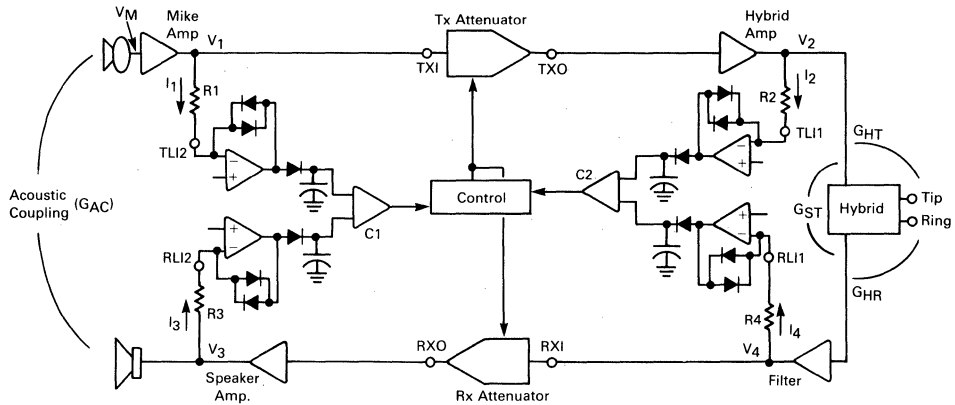 Mike
Amp
Tx Attenuator
Hybrid
Amp
VM
V1
TXI
TXO
V2
I1
R1
R2
I2
TLI2
TLI1
GHT
−
+
−
+
C2
Acoustic
Coupling (GAC)
Control
GST
Hybrid
Tip
Ring
C1
+
−
+
−
RLI2
RLI1
GHR
R3
I3
R4
I4
V3
RXO
RXI
V4
Speaker
Amp.
Rx Attenuator
Filter